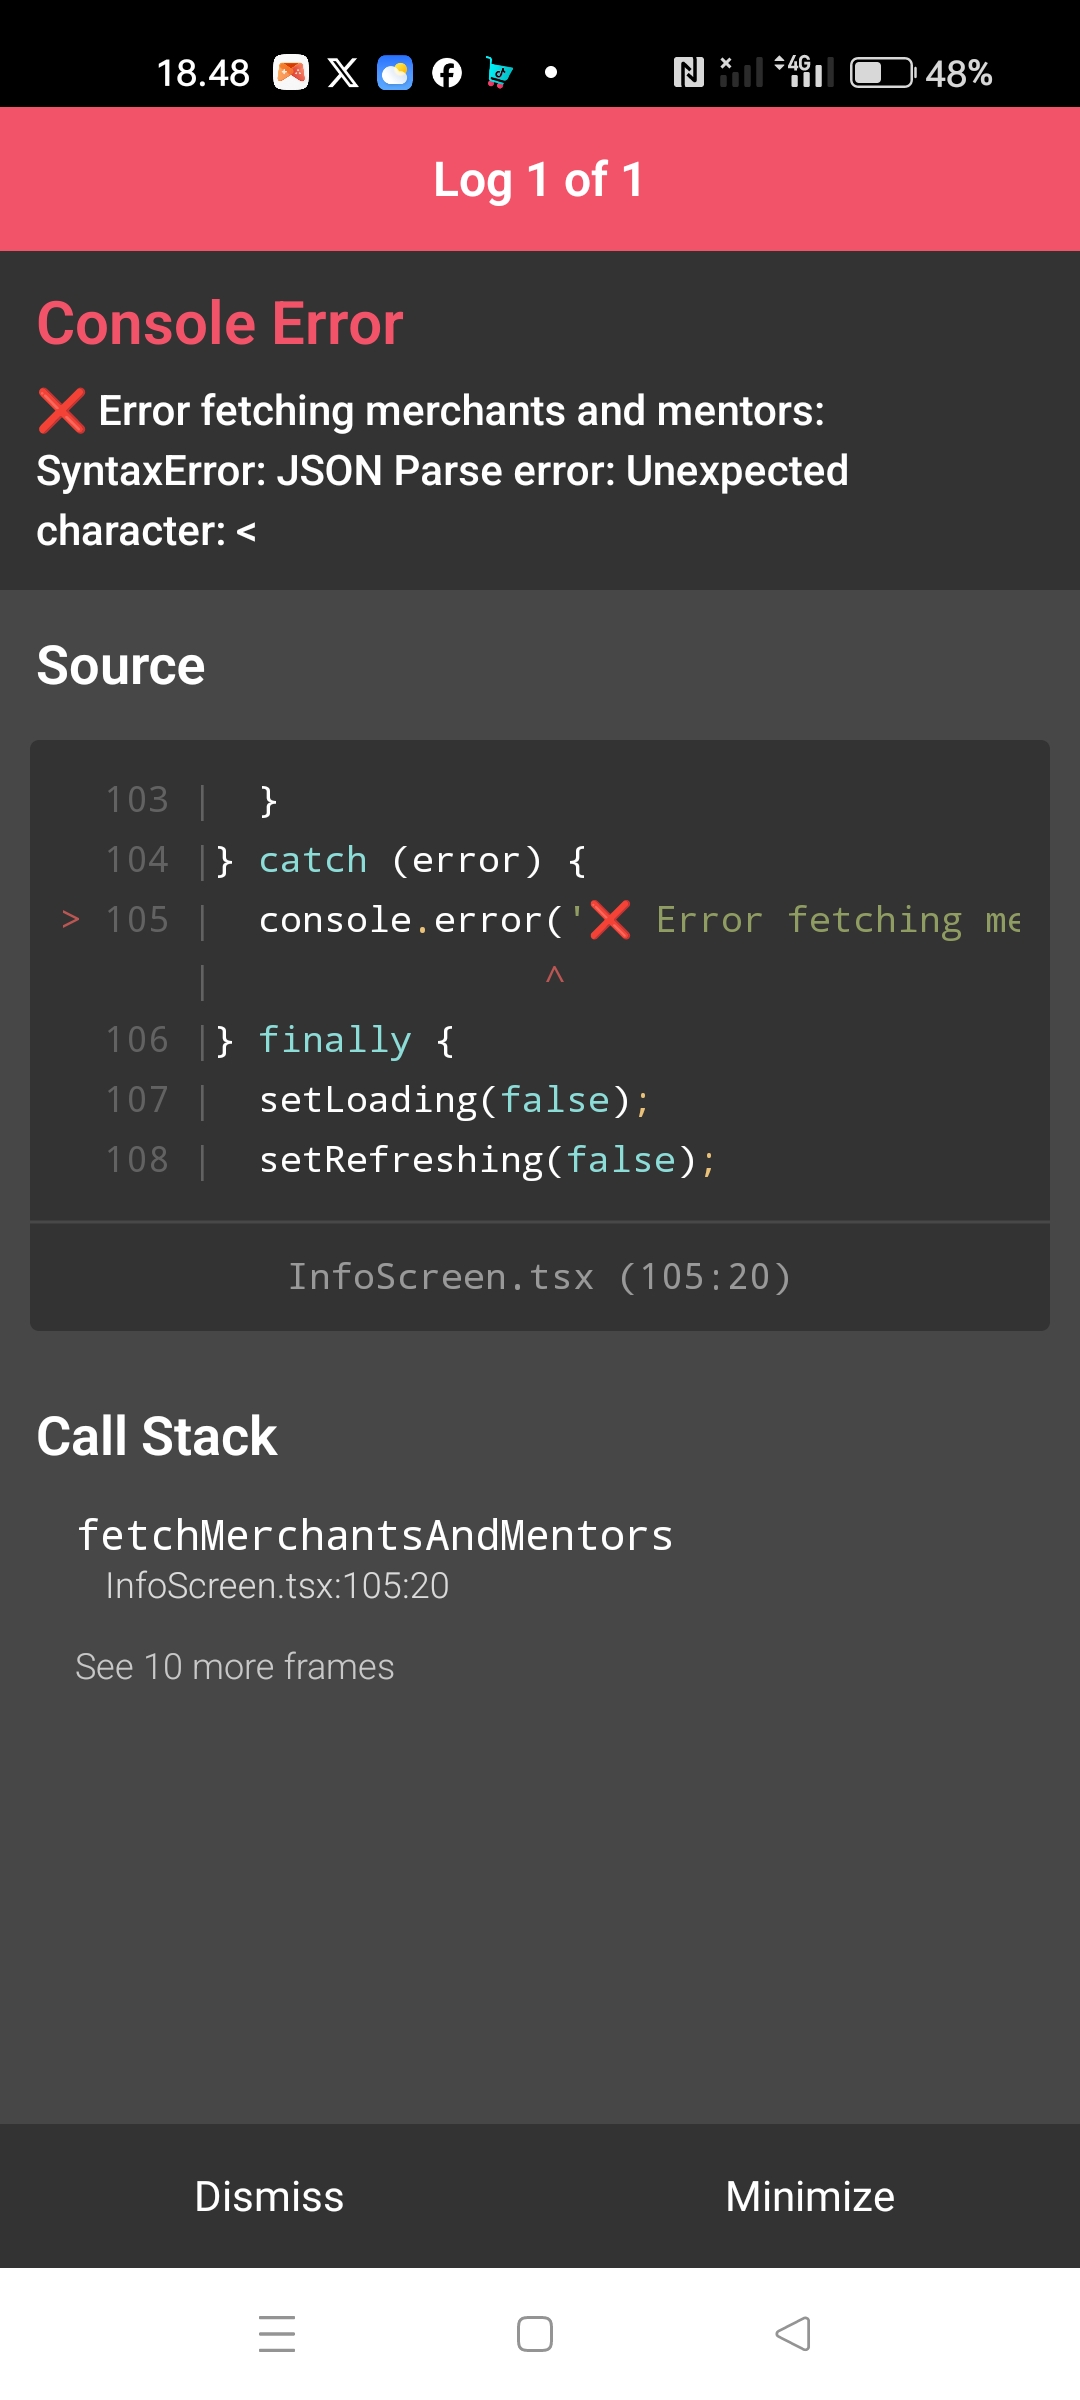 18.48 4G 48%
Log 1 of 1
Console Error
❌ Error fetching merchants and mentors:
SyntaxError: JSON Parse error: Unexpected
character: <
Source
103 |   }
104 |} catch (error) {
> 105 |   console.error('❌ Error fetching me
|   ^
106 |} finally {
107 |   setLoading(false);
108 |   setRefreshing(false);
InfoScreen.tsx (105:20)
Call Stack
fetchMerchantsAndMentors
InfoScreen.tsx:105:20
See 10 more frames
Dismiss Minimize